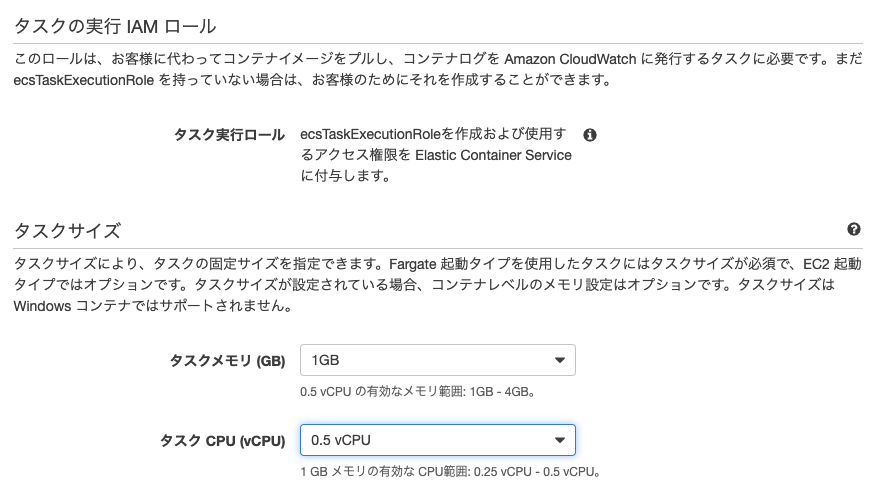 タスクの実行 IAM ロール
このロールは、お客様に代わってコンテナイメージをプルし、コンテナログを Amazon CloudWatch に発行するタスクに必要です。まだ
ecsTaskExecutionRole を持っていない場合は、お客様のためにそれを作成することができます。
タスク実行ロール
ecsTaskExecutionRoleを作成および使用す
るアクセス権限を Elastic Container Service
に付与します。
タスクサイズ
タスクサイズにより、タスクの固定サイズを指定できます。Fargate 起動タイプを使用したタスクにはタスクサイズが必須で、EC2 起動
タイプではオプションです。タスクサイズが設定されている場合、コンテナレベルのメモリ設定はオプションです。タスクサイズは
Windows コンテナではサポートされません。
タスクメモリ (GB)
1GB
0.5 vCPU の有効なメモリ範囲: 1GB - 4GB。
タスク CPU (vCPU)
0.5 vCPU
1 GB メモリの有効な CPU範囲: 0.25 vCPU - 0.5 vCPU。